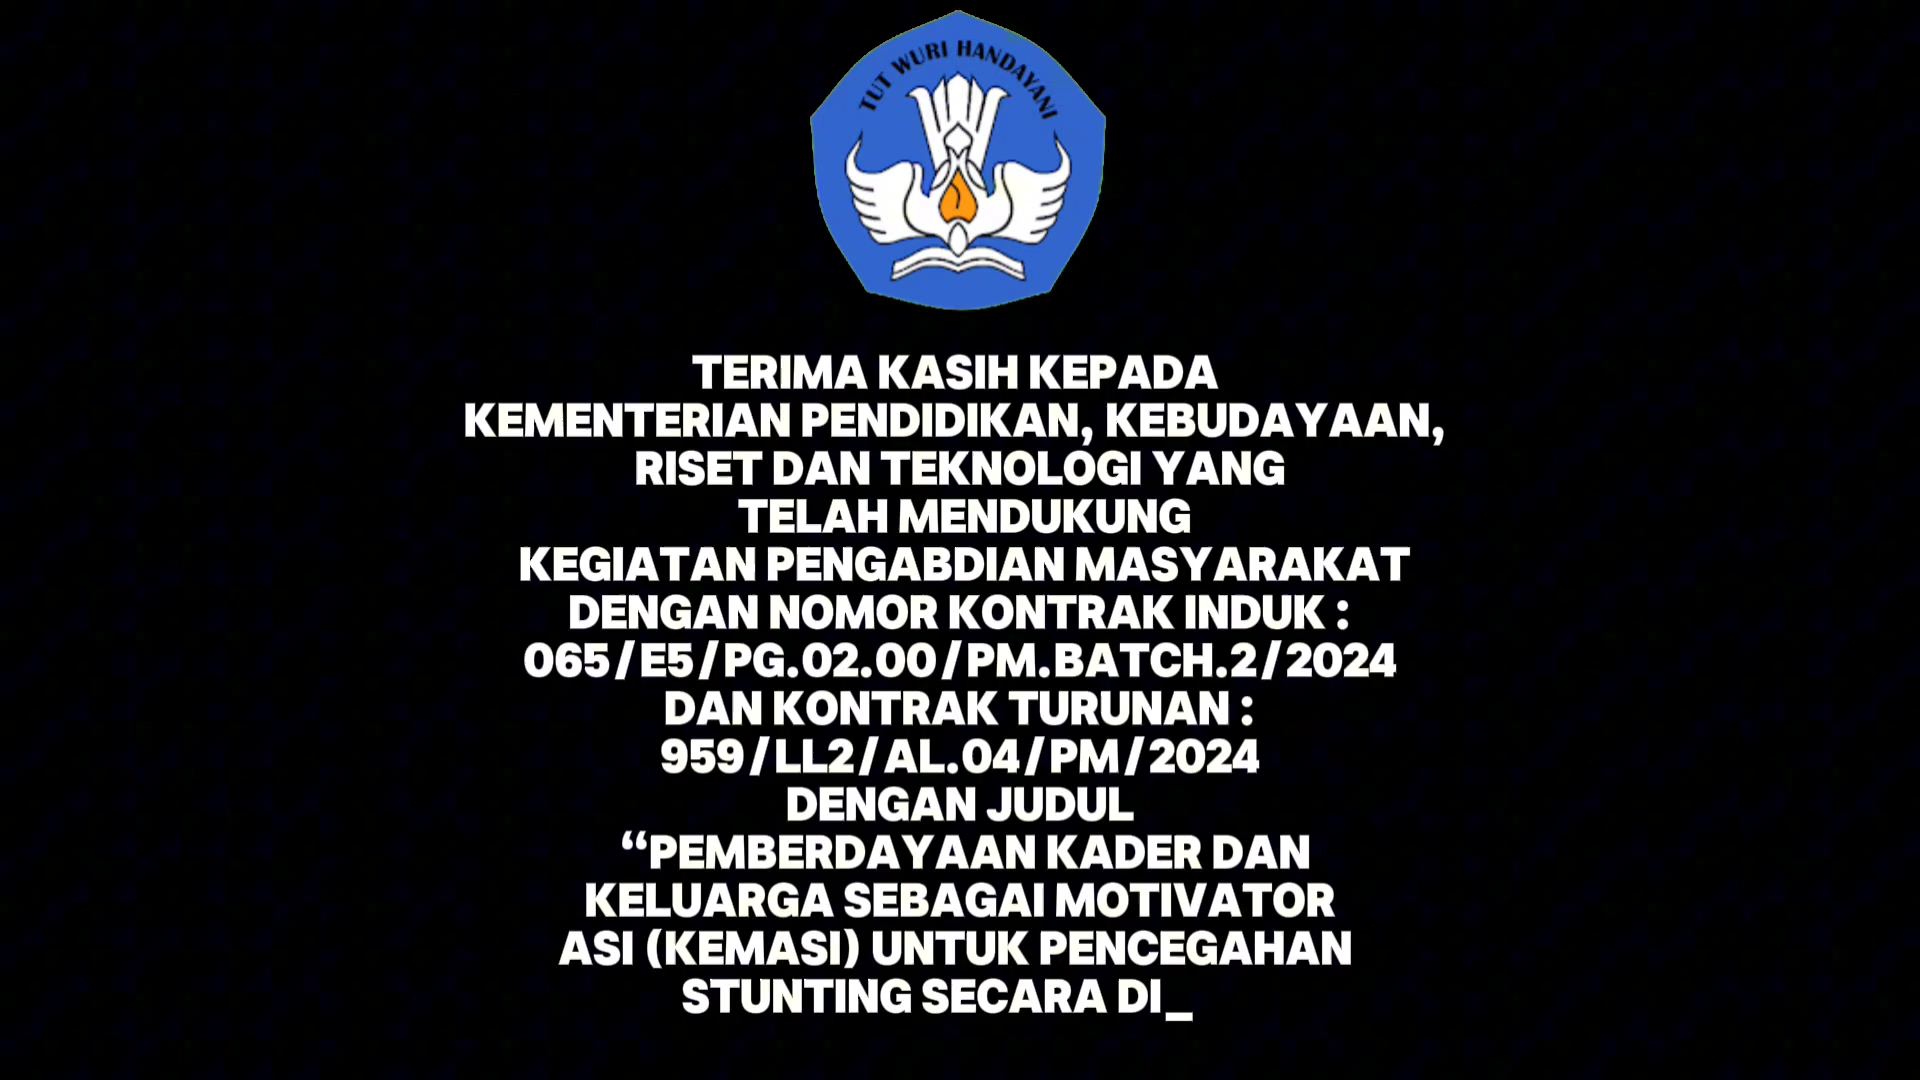 TUT WURI HANDAYANI
TERIMA KASIH KEPADA
KEMENTERIAN PENDIDIKAN, KEBUDAYAAN,
RISET DAN TEKNOLOGI YANG
TELAH MENDUKUNG
KEGIATAN PENGABDIAN MASYARAKAT
DENGAN NOMOR KONTRAK INDUK :
065/E5/PG.02.00/PM.BATCH.2/2024
DAN KONTRAK TURUNAN :
959/LL2/AL.04/PM/2024
DENGAN JUDUL
“PEMBERDAYAAN KADER DAN
KELUARGA SEBAGAI MOTIVATOR
ASI (KEMASI) UNTUK PENCEGAHAN
STUNTING SECARA DI_